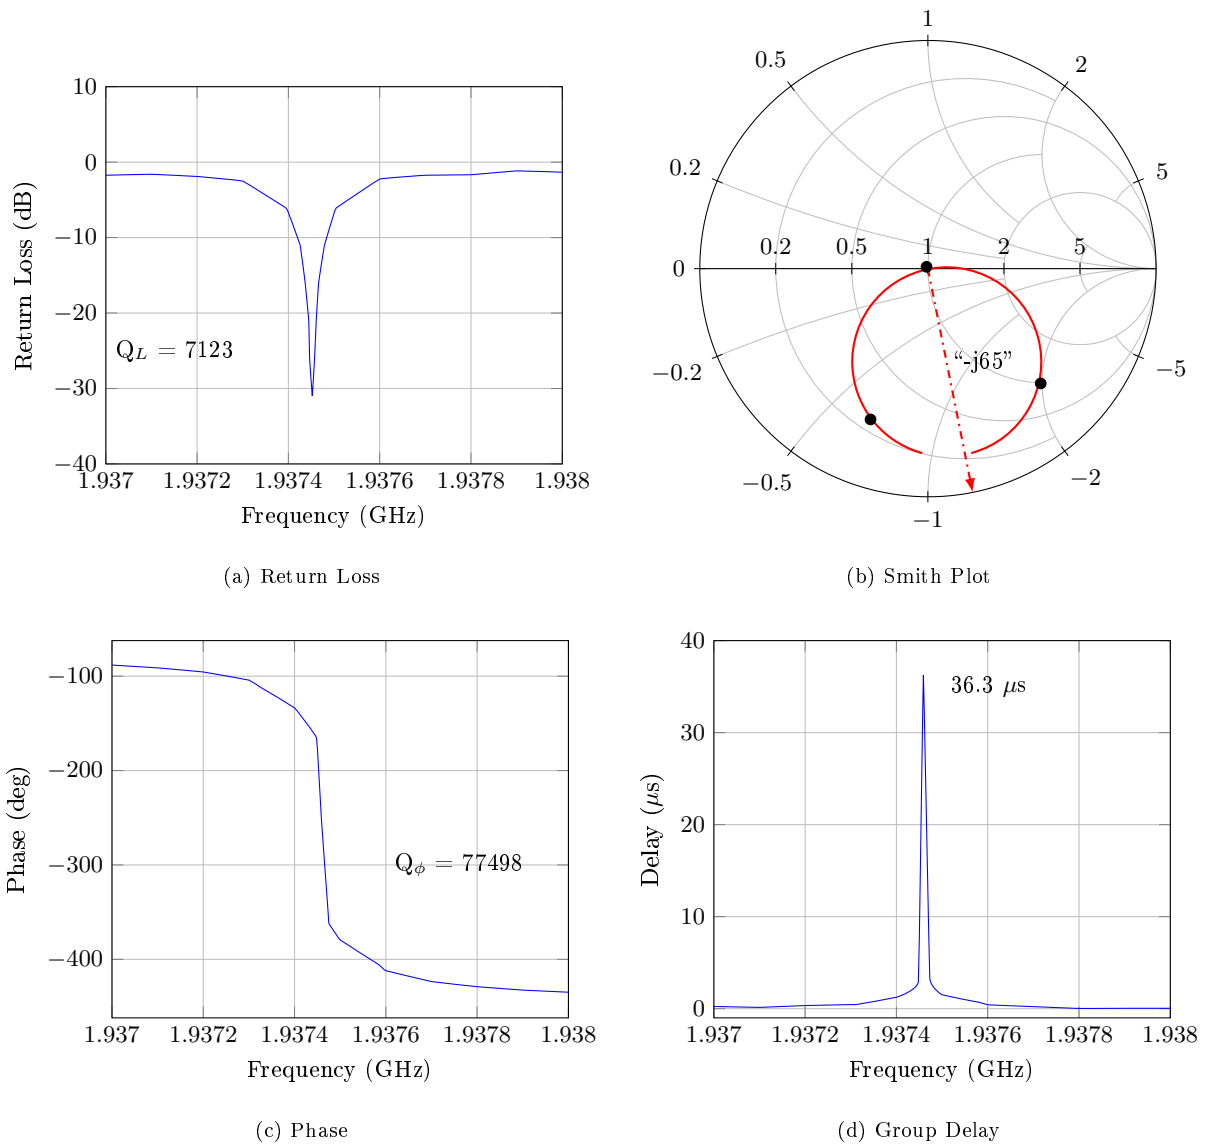 10
0
−10
−20
−30
−40
1.937 1.9372 1.9374 1.9376 1.9378 1.938
Return Loss (dB)
Q_L = 7123
Frequency (GHz)
(a) Return Loss
1
0.5 2
0.2 5
0 0.2 0.5 1 2 5
“-j65”
−0.2 −5
−0.5 −2
−1
(b) Smith Plot
−100
−200
−300
−400
1.937 1.9372 1.9374 1.9376 1.9378 1.938
Phase (deg)
Q_ϕ = 77498
Frequency (GHz)
(c) Phase
40
30
20
10
0
1.937 1.9372 1.9374 1.9376 1.9378 1.938
Delay (μs)
36.3 μs
Frequency (GHz)
(d) Group Delay